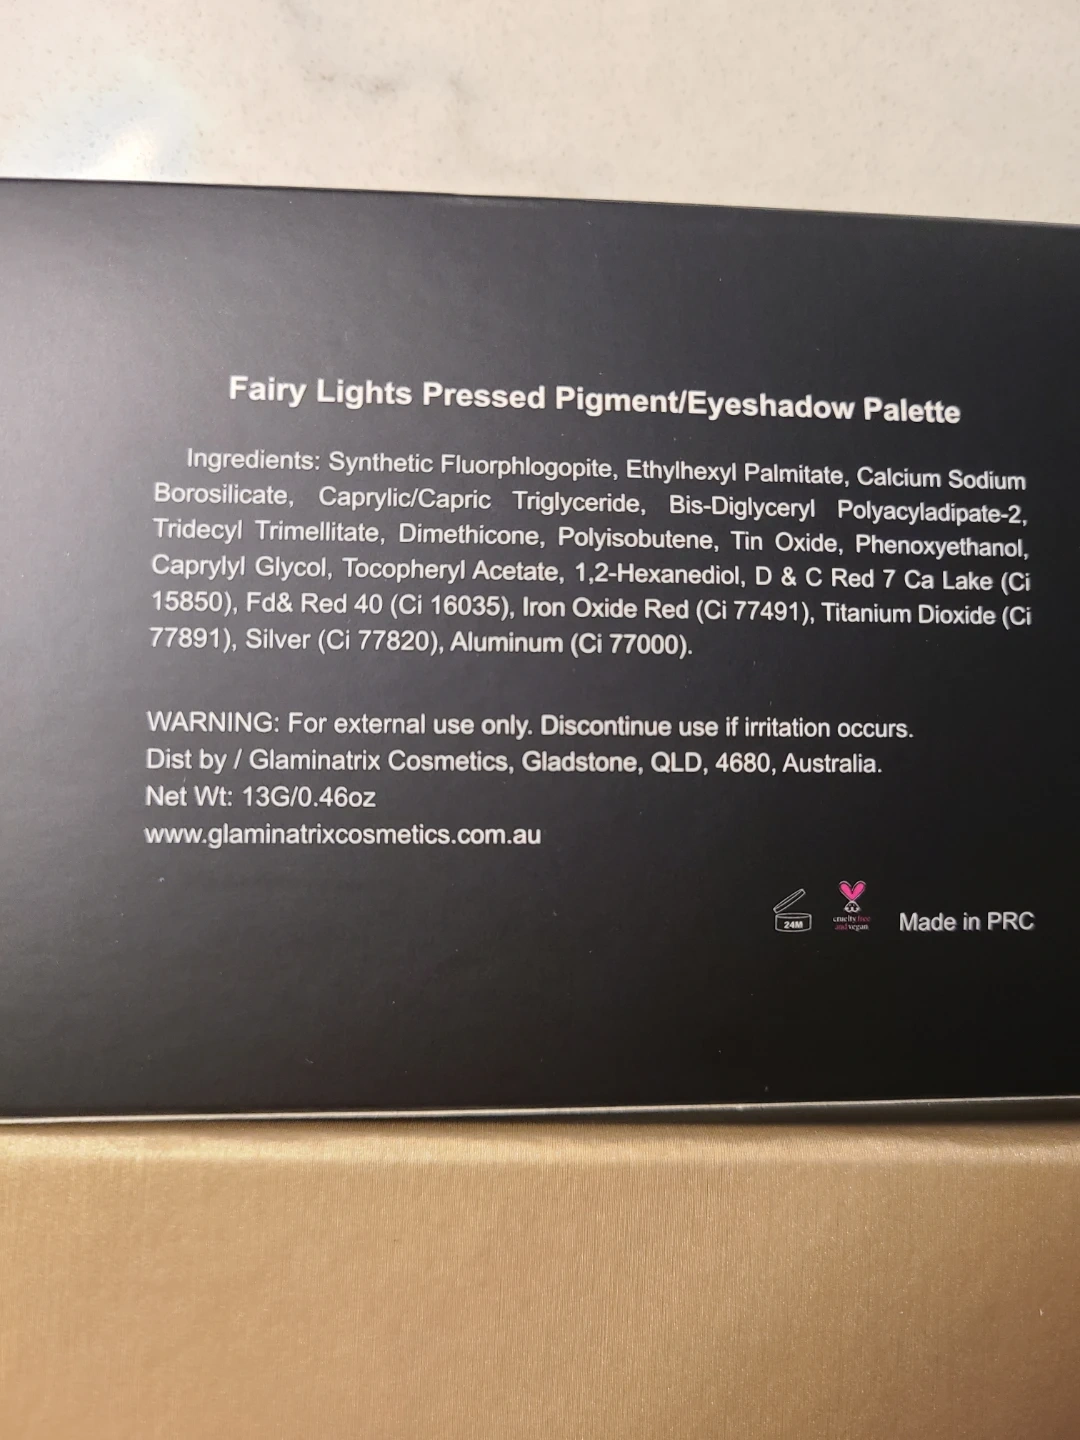 Fairy Lights Pressed Pigment/Eyeshadow Palette
Ingredients: Synthetic Fluorphlogopite, Ethylhexyl Palmitate, Calcium Sodium
Borosilicate, Caprylic/Capric Triglyceride, Bis-Diglyceryl Polyacyladipate-2,
Tridecyl Trimellitate, Dimethicone, Polyisobutene, Tin Oxide, Phenoxyethanol,
Caprylyl Glycol, Tocopheryl Acetate, 1,2-Hexanediol, D & C Red 7 Ca Lake (Ci
15850), Fd& Red 40 (Ci 16035), Iron Oxide Red (Ci 77491), Titanium Dioxide (Ci
77891), Silver (Ci 77820), Aluminum (Ci 77000).
WARNING: For external use only. Discontinue use if irritation occurs.
Dist by / Glaminatrix Cosmetics, Gladstone, QLD, 4680, Australia.
Net Wt: 13G/0.46oz
www.glaminatrixcosmetics.com.au
24M
cruelty free
and vegan
Made in PRC